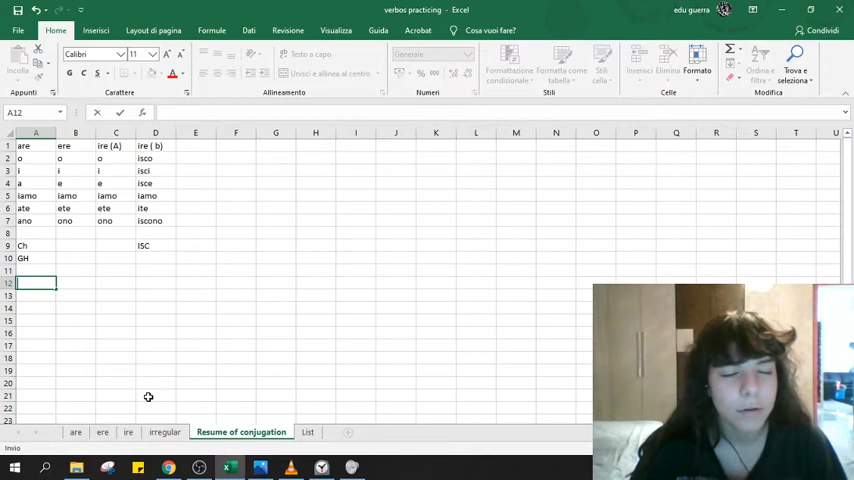 verbos practicing - Excel
edu guerra
File Home Inserisci Layout di pagina Formule Dati Revisione Visualizza Guida Acrobat Cosa vuoi fare? Condividi
Incolla
Calibri 11
G C S
Testo a capo
Unisci e allinea al centro
Generale
% 000
Formattazione condizionale
Formatta come tabella
Stili cella
Inserisci Elimina Formato
Ordina e filtra
Trova e seleziona
Appunti Carattere Allineamento Numeri Stili Celle Modifica
A12
A B C D E F G H I J K L M N O P Q R S T U
1 are ere ire (A) ire ( b)
2 o o o isco
3 i i i isci
4 a e e isce
5 iamo iamo iamo iamo
6 ate ete ete ite
7 ano ono ono iscono
8
9 Ch ISC
10 GH
11
12
13
14
15
16
17
18
19
20
21
22
23
are ere ire irregular Resume of conjugation List
Invio